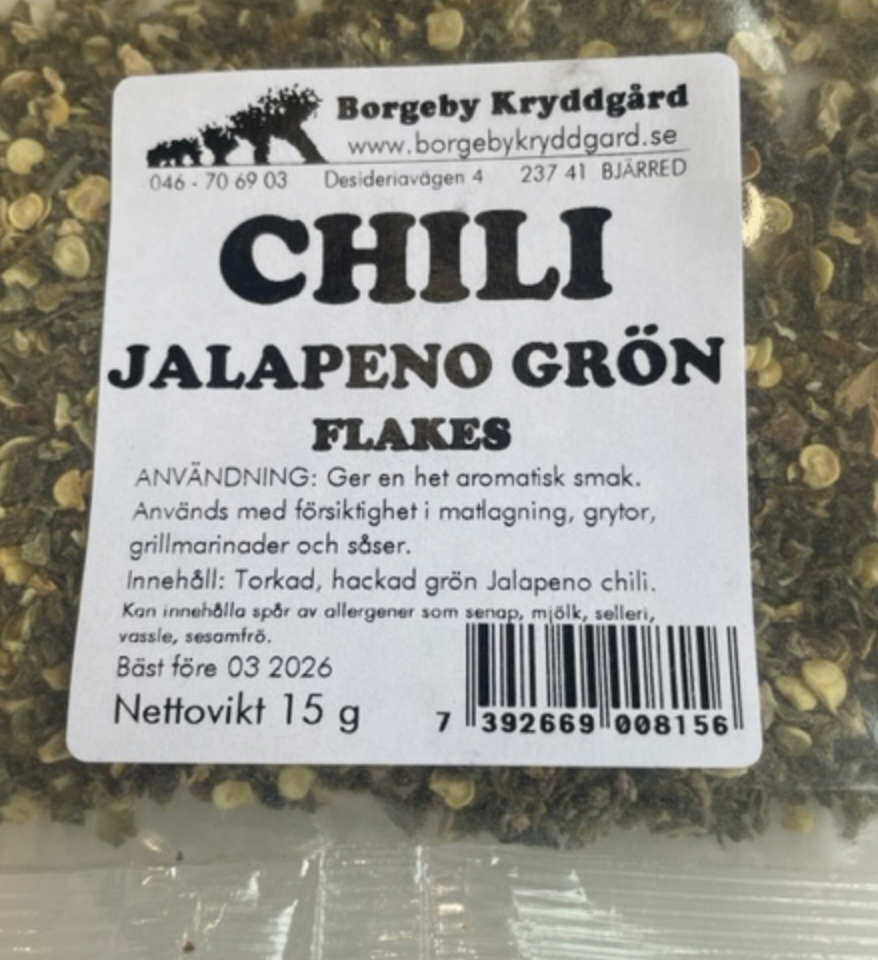 Borgeby Kryddgård
www.borgebykryddgard.se
046 - 70 69 03 Desideriavägen 4 237 41 BJÄRRED
CHILI
JALAPENO GRÖN
FLAKES
ANVÄNDNING: Ger en het aromatisk smak.
Används med försiktighet i matlagning, grytor,
grillmarinader och såser.
Innehåll: Torkad, hackad grön Jalapeno chili.
Kan innehålla spår av allergener som senap, mjölk, selleri,
vassle, sesamfrö.
Bäst före 03 2026
Nettovikt 15 g
7 392669 008156